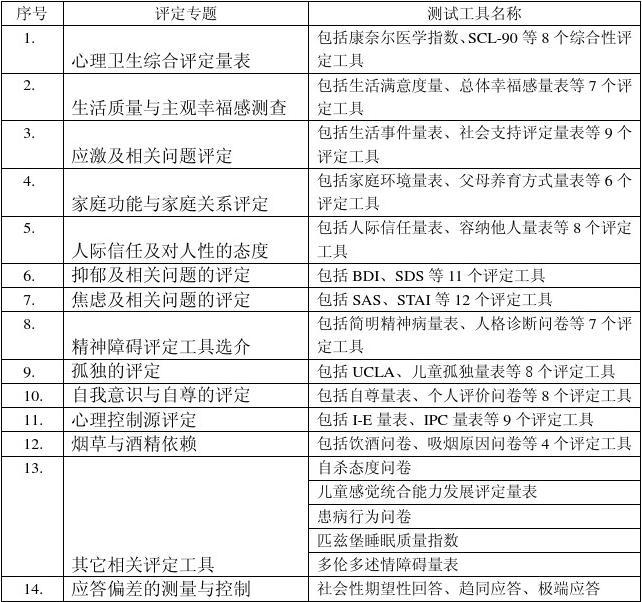 序号 评定专题 测试工具名称
1. 心理卫生综合评定量表 包括康奈尔医学指数、SCL-90 等 8 个综合性评
定工具
2. 生活质量与主观幸福感测查 包括生活满意度量、总体幸福感量表等 7 个评
定工具
3. 应激及相关问题评定 包括生活事件量表、社会支持评定量表等 9 个
评定工具
4. 家庭功能与家庭关系评定 包括家庭环境量表、父母养育方式量表等 6 个
评定工具
5. 人际信任及对人性的态度 包括人际信任量表、容纳他人量表等 8 个评定
工具
6. 抑郁及相关问题的评定 包括 BDI、SDS 等 11 个评定工具
7. 焦虑及相关问题的评定 包括 SAS、STAI 等 12 个评定工具
8. 精神障碍评定工具选介 包括简明精神病量表、人格诊断问卷等 7 个评
定工具
9. 孤独的评定 包括 UCLA、儿童孤独量表等 8 个评定工具
10. 自我意识与自尊的评定 包括自尊量表、个人评价问卷等 8 个评定工具
11. 心理控制源评定 包括 I-E 量表、IPC 量表等 9 个评定工具
12. 烟草与酒精依赖 包括饮酒问卷、吸烟原因问卷等 4 个评定工具
13. 其它相关评定工具 自杀态度问卷
儿童感觉统合能力发展评定量表
患病行为问卷
匹兹堡睡眠质量指数
多伦多述情障碍量表
14. 应答偏差的测量与控制 社会性期望性回答、趋同应答、极端应答